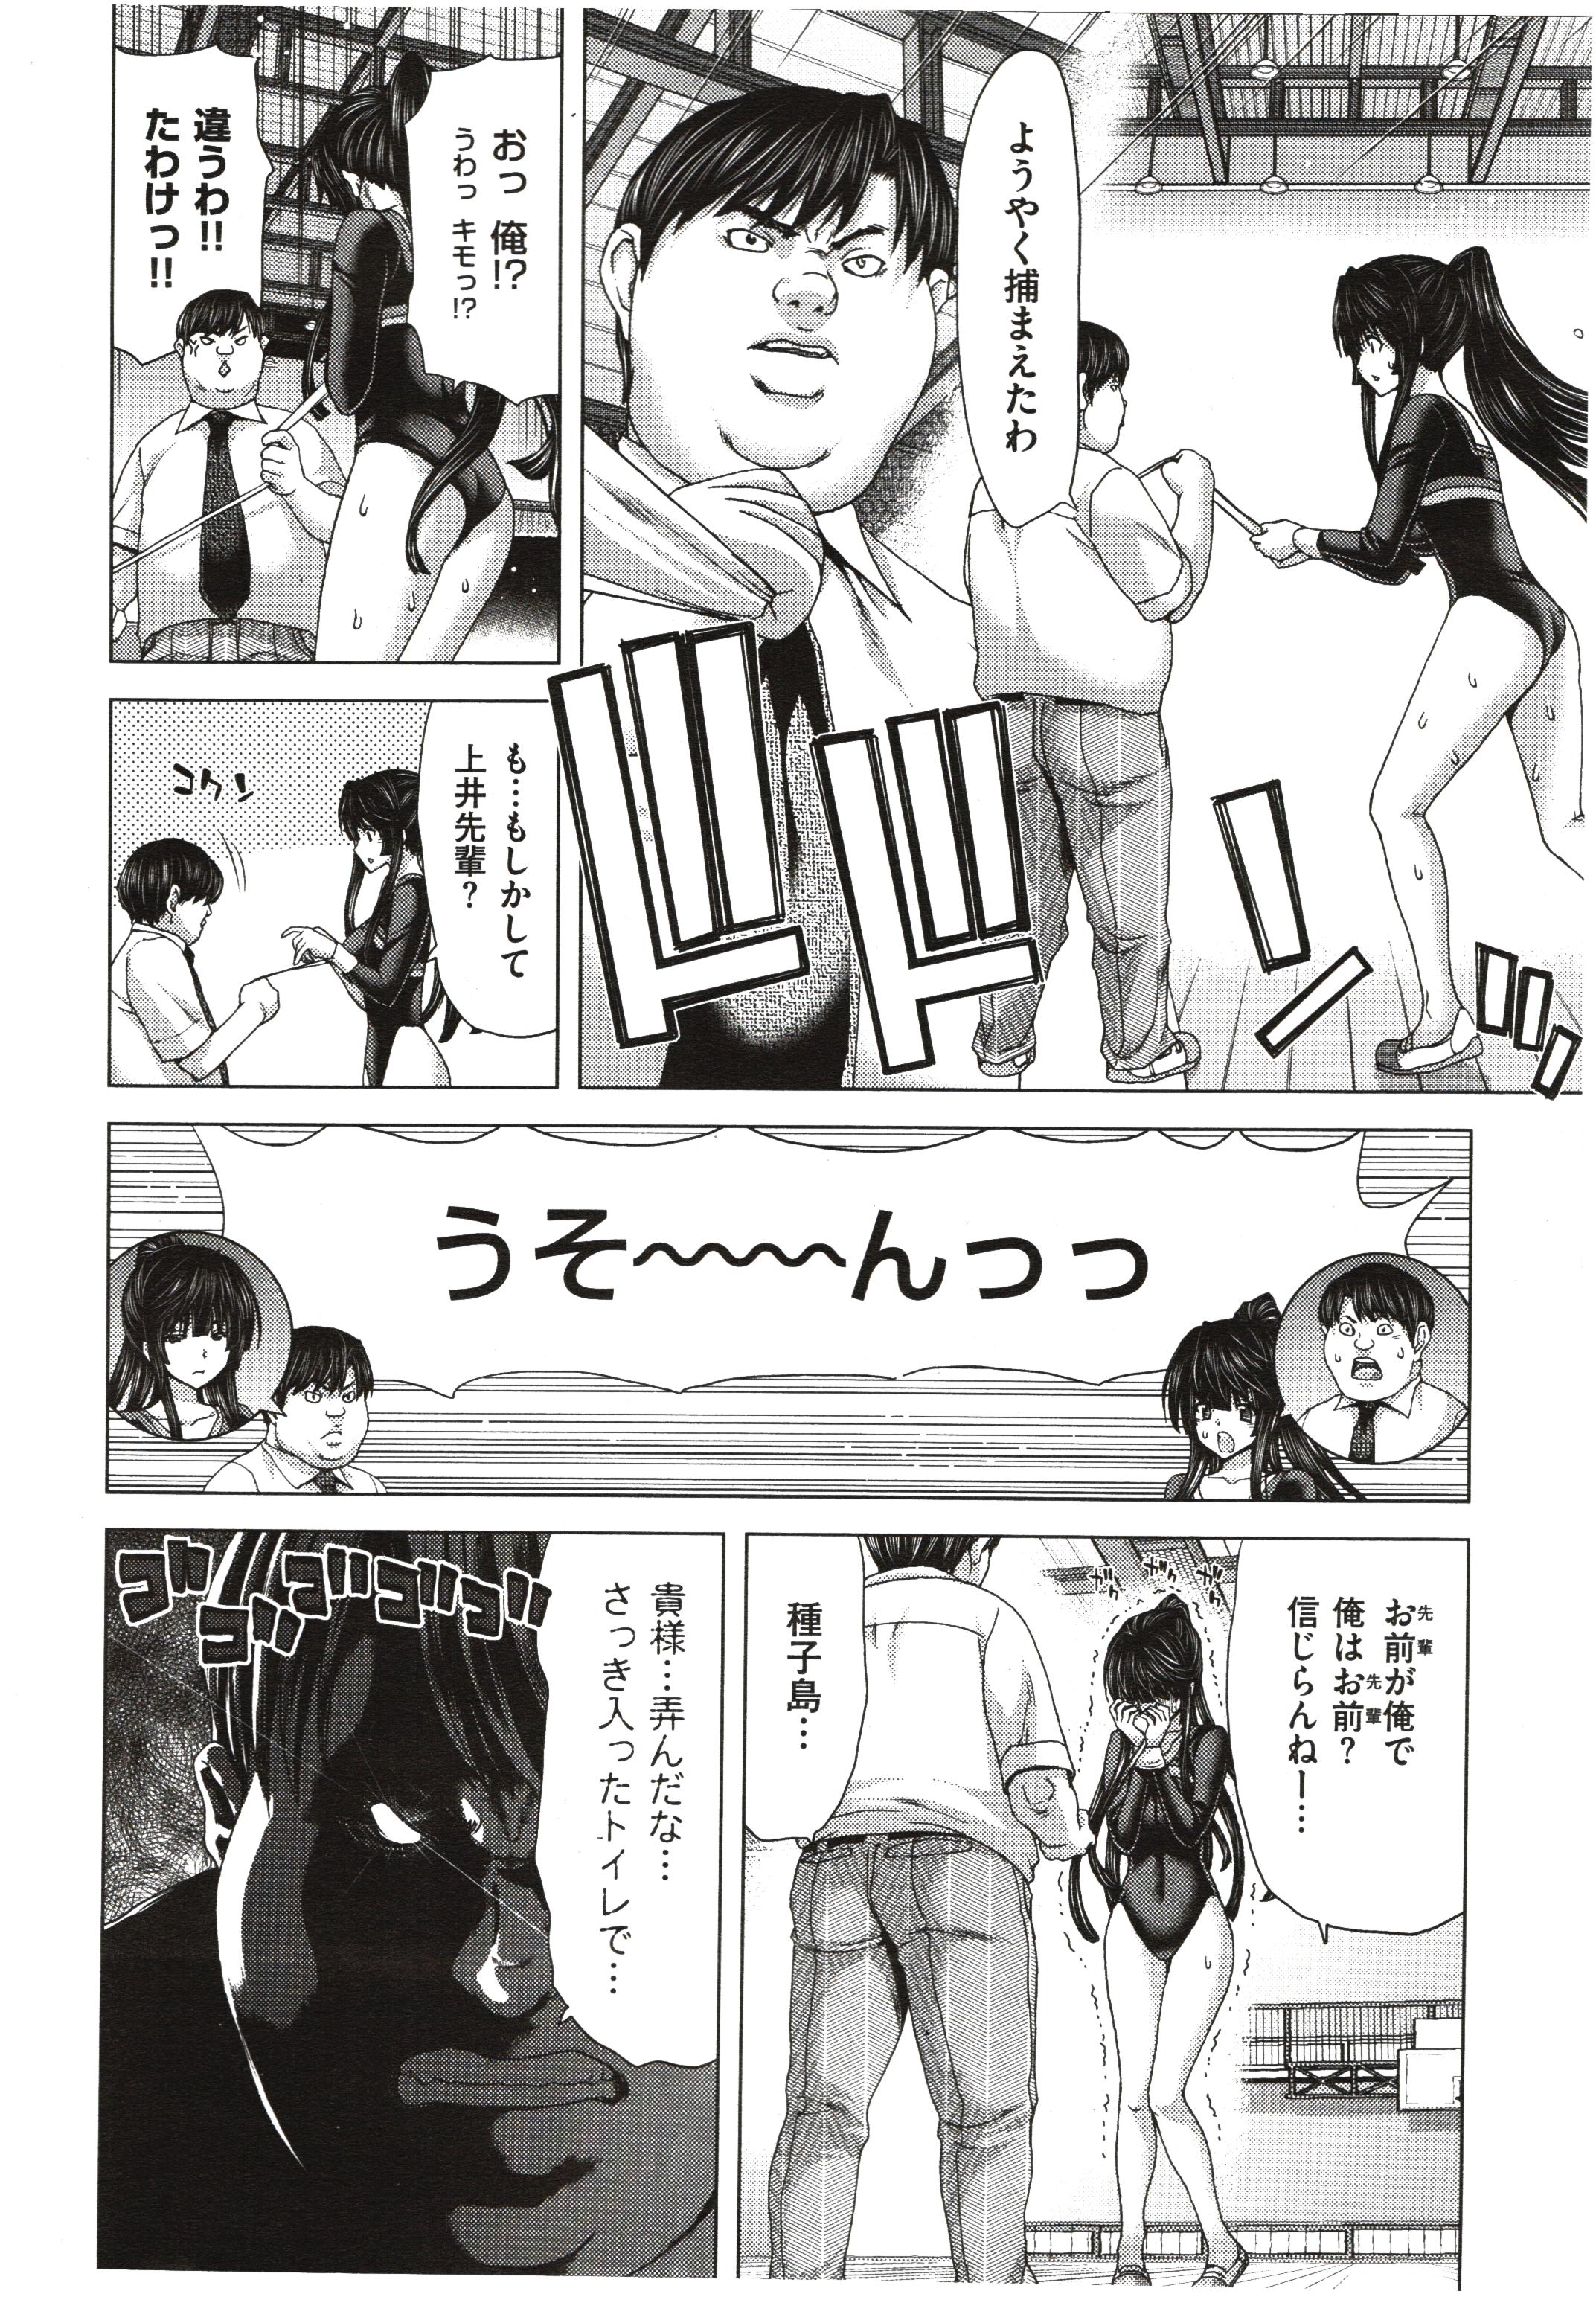 ようやく捕まえたわ
ドドドド
おっ 俺!?
うわっ キモっ!?
違うわ!!
たわけっ!!
も…もしかして
上井先輩?
コクン
うそ〜〜〜〜んっっ
お前が俺で
先輩
俺はお前?
先輩
信じらんねー…
ガク
ガク
ガク
種子島…
貴様…弄んだな…
さっき入ったトイレで…
ゴゴゴゴゴゴ